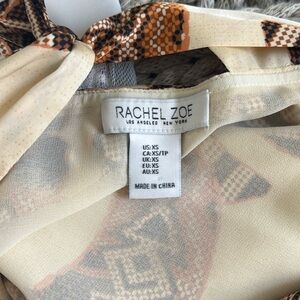 RACHEL ZOE
LOS ANGELES NEW YORK
US:XS
CA:XS/TP
UK:XS
EU:XS
AU:XS
MADE IN CHINA